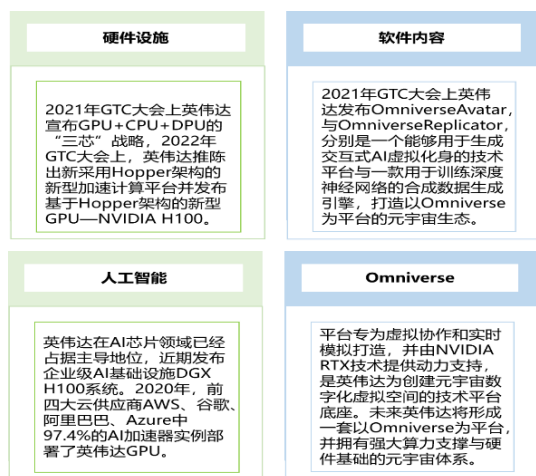 硬件设施
2021年GTC大会上英伟达
宣布GPU+CPU+DPU的
“三芯”战略，2022年
GTC大会上，英伟达推陈
出新采用Hopper架构的
新型加速计算平台并发布
基于Hopper架构的新型
GPU—NVIDIA H100。
软件内容
2021年GTC大会上英伟
达发布OmniverseAvatar，
与OmniverseReplicator，
分别是一个能够用于生成
交互式AI虚拟化身的技术
平台与一款用于训练深度
神经网络的合成数据生成
引擎，打造以Omniverse
为平台的元宇宙生态。
人工智能
英伟达在AI芯片领域已经
占据主导地位，近期发布
企业级AI基础设施DGX
H100系统。2020年，前
四大云供应商AWS、谷歌、
阿里巴巴、Azure中
97.4%的AI加速器实例部
署了英伟达GPU。
Omniverse
平台专为虚拟协作和实时
模拟打造，并由NVIDIA
RTX技术提供动力支持，
是英伟达为创建元宇宙数
字化虚拟空间的技术平台
底座。未来英伟达将形成
一套以Omniverse为平台，
并拥有强大算力支撑与硬
件基础的元宇宙体系。